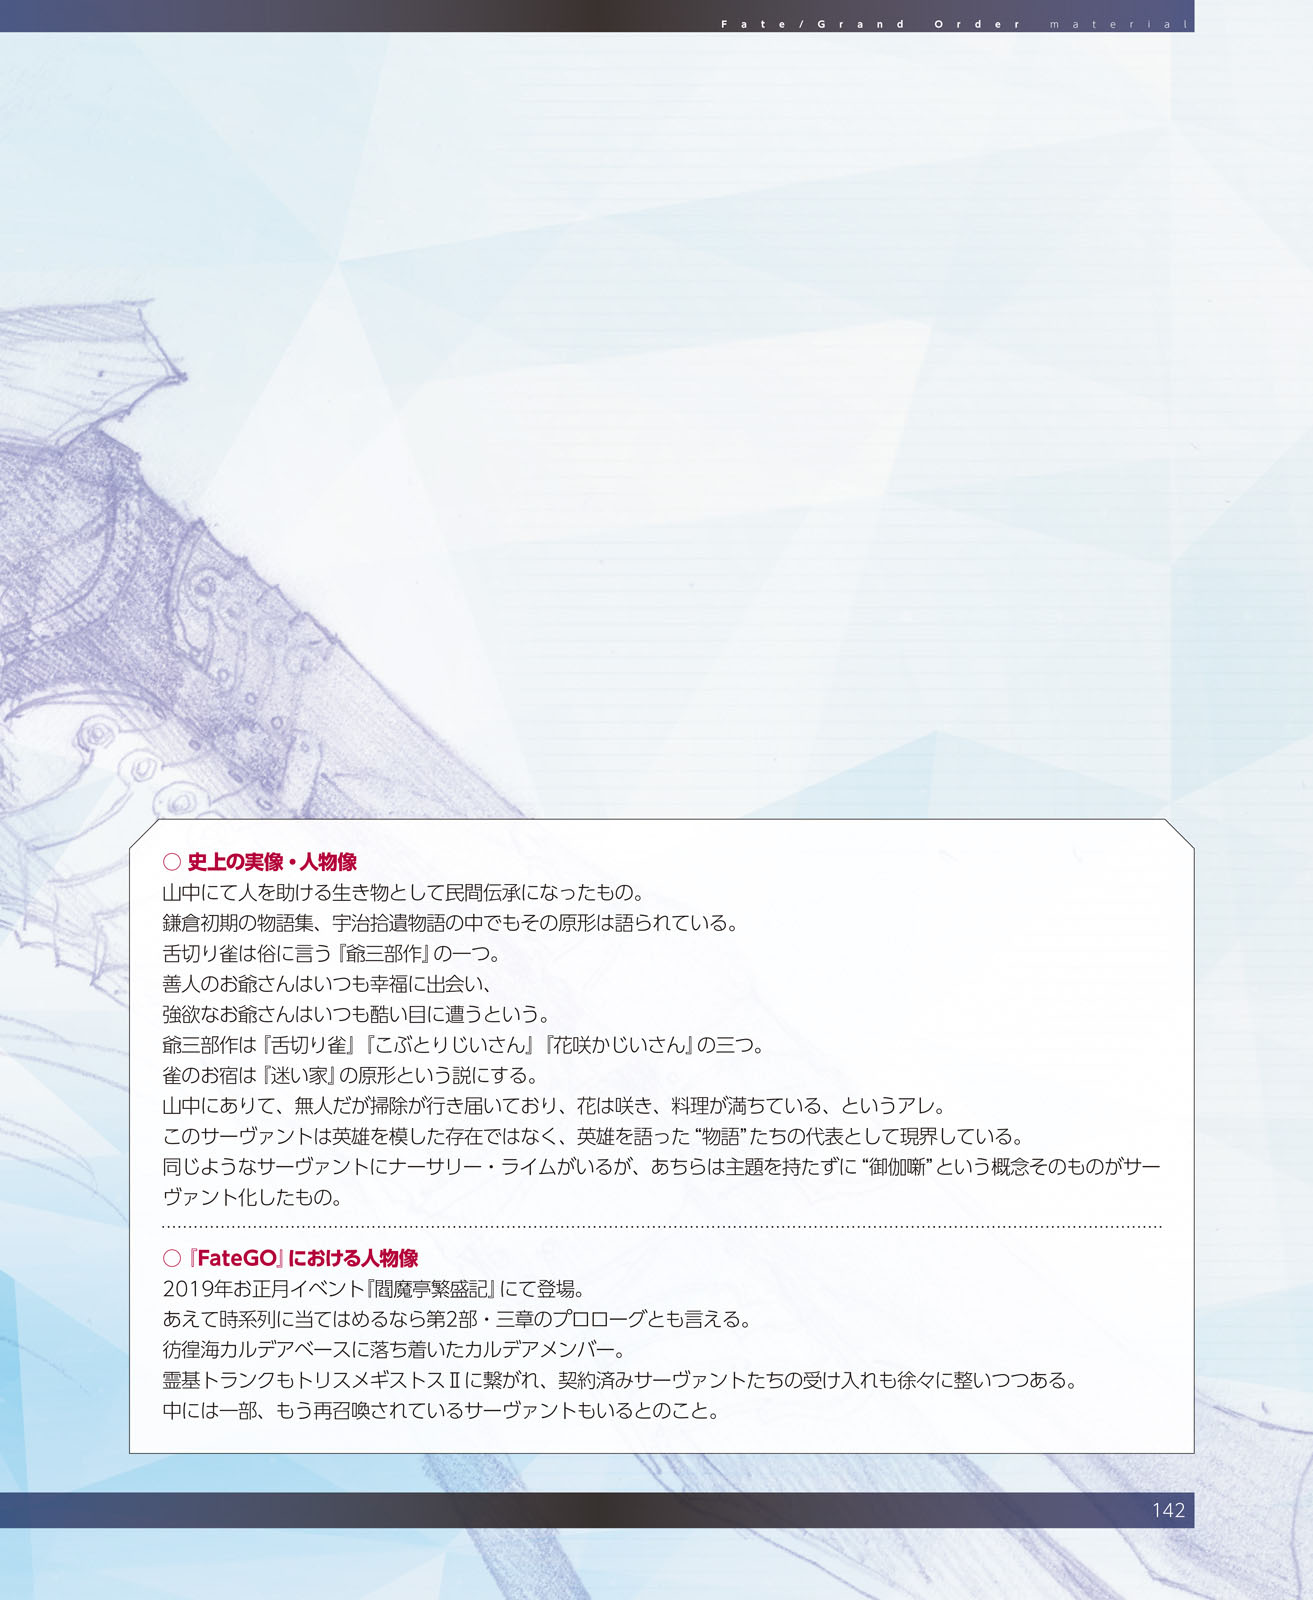 Fate/Grand Order material
○ 史上の実像・人物像
山中にて人を助ける生き物として民間伝承になったもの。
鎌倉初期の物語集、宇治拾遺物語の中でもその原形は語られている。
舌切り雀は俗に言う『爺三部作』の一つ。
善人のお爺さんはいつも幸福に出会い、
強欲なお爺さんはいつも酷い目に遭うという。
爺三部作は『舌切り雀』『こぶとりじいさん』『花咲かじいさん』の三つ。
雀のお宿は『迷い家』の原形という説にする。
山中にありて、無人だが掃除が行き届いており、花は咲き、料理が満ちている、というアレ。
このサーヴァントは英雄を模した存在ではなく、英雄を語った“物語”たちの代表として現界している。
同じようなサーヴァントにナーサリー・ライムがいるが、あちらは主題を持たずに“御伽噺”という概念そのものがサー
ヴァント化したもの。
○『FateGO』における人物像
2019年お正月イベント『閻魔亭繁盛記』にて登場。
あえて時系列に当てはめるなら第2部・三章のプロローグとも言える。
彷徨海カルデアベースに落ち着いたカルデアメンバー。
霊基トランクもトリスメギストスⅡに繋がれ、契約済みサーヴァントたちの受け入れも徐々に整いつつある。
中には一部、もう再召喚されているサーヴァントもいるとのこと。
142